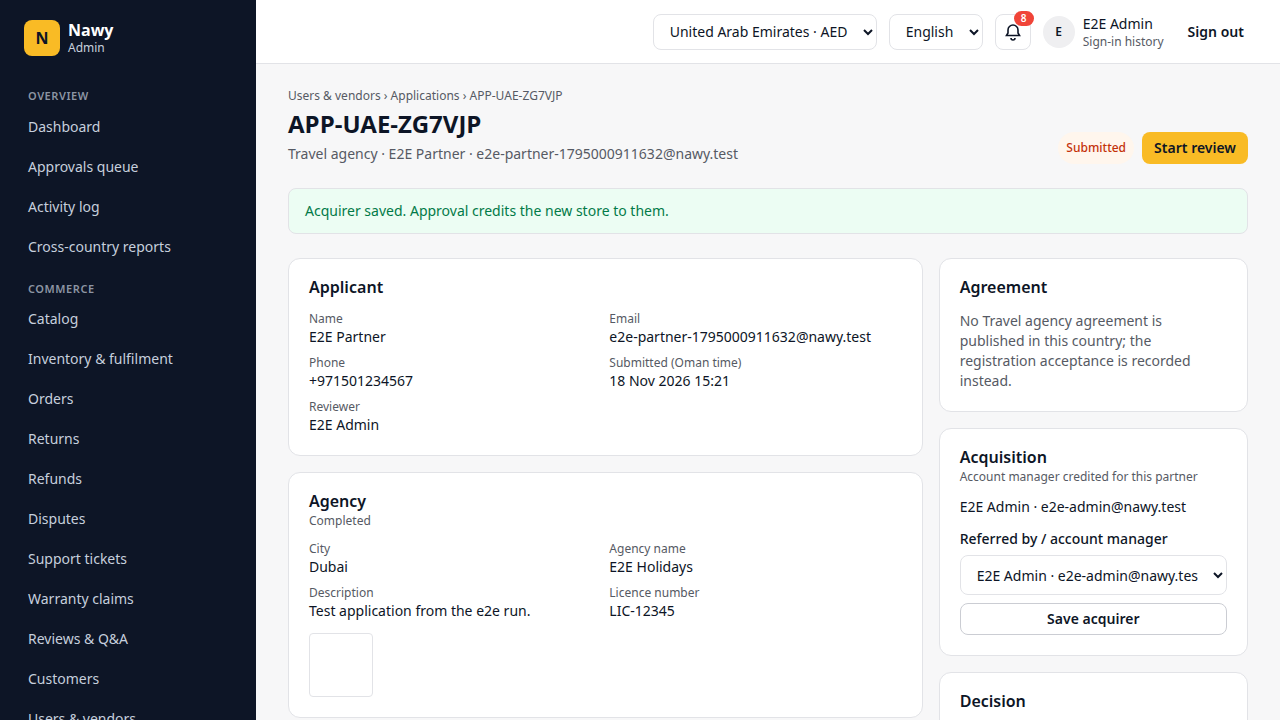 N
Nawy
Admin
OVERVIEW
Dashboard
Approvals queue
Activity log
Cross-country reports
COMMERCE
Catalog
Inventory & fulfilment
Orders
Returns
Refunds
Disputes
Support tickets
Warranty claims
Reviews & Q&A
Customers
Users & vendors
United Arab Emirates · AED
English
8
E
E2E Admin
Sign-in history
Sign out
Users & vendors › Applications › APP-UAE-ZG7VJP
APP-UAE-ZG7VJP
Travel agency · E2E Partner · e2e-partner-1795000911632@nawy.test
Submitted
Start review
Acquirer saved. Approval credits the new store to them.
Applicant
Name
E2E Partner
Email
e2e-partner-1795000911632@nawy.test
Phone
+971501234567
Submitted (Oman time)
18 Nov 2026 15:21
Reviewer
E2E Admin
Agency
Completed
City
Dubai
Agency name
E2E Holidays
Description
Test application from the e2e run.
Licence number
LIC-12345
Agreement
No Travel agency agreement is
published in this country; the
registration acceptance is recorded
instead.
Acquisition
Account manager credited for this partner
E2E Admin · e2e-admin@nawy.test
Referred by / account manager
E2E Admin · e2e-admin@nawy.tes
Save acquirer
Decision